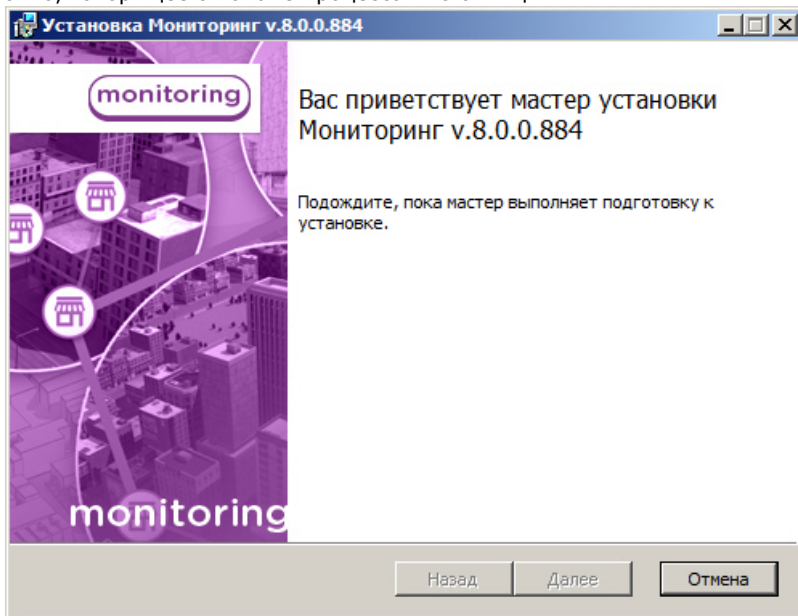 Установка Мониторинг v.8.0.0.884
monitoring
Вас приветствует мастер установки
Мониторинг v.8.0.0.884
Подождите, пока мастер выполняет подготовку к
установке.
monitoring
Назад
Далее
Отмена